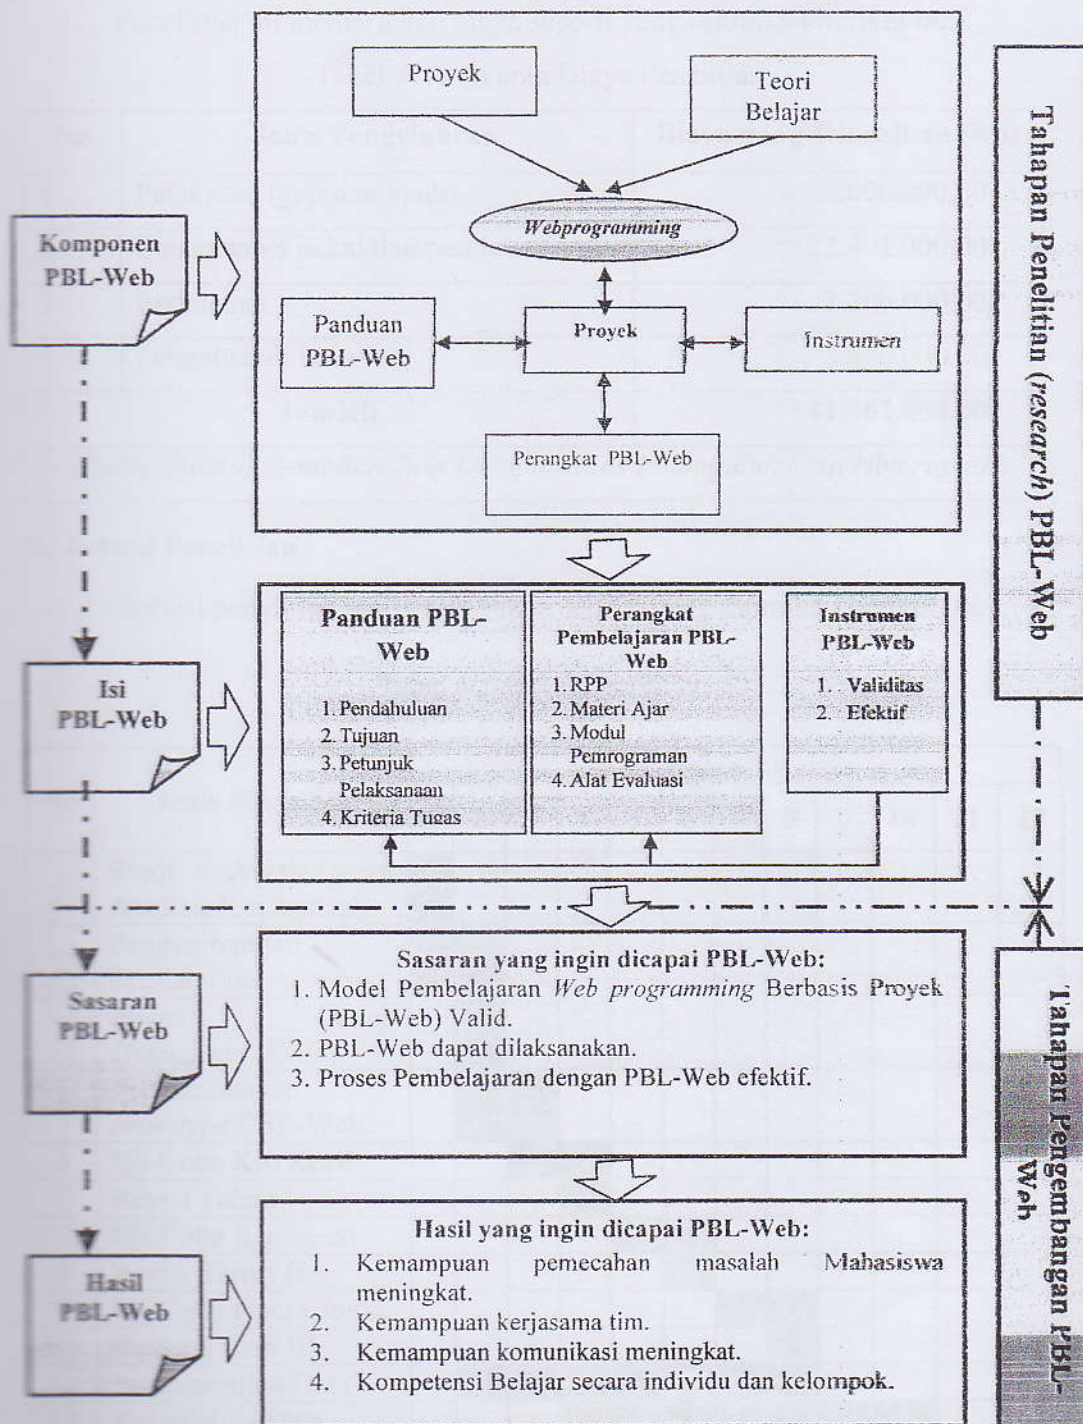 Proyek
Teori
Belajar
Webprogramming
Komponen
PBL-Web
Panduan
PBL-Web
Proyek
Instrumen
Perangkat PBL-Web
Tahapan Penelitian (research) PBL-Web
Isi
PBL-Web
Panduan PBL-
Web
1. Pendahuluan
2. Tujuan
3. Petunjuk
Pelaksanaan
4. Kriteria Tugas
Perangkat
Pembelajaran PBL-
Web
1. RPP
2. Materi Ajar
3. Modul
Pemrograman
4. Alat Evaluasi
Instrumen
PBL-Web
1. Validitas
2. Efektif
Sasaran
PBL-Web
Sasaran yang ingin dicapai PBL-Web:
1. Model Pembelajaran Web programming Berbasis Proyek
(PBL-Web) Valid.
2. PBL-Web dapat dilaksanakan.
3. Proses Pembelajaran dengan PBL-Web efektif.
Tahapan Pengembangan PBL-
Web
Hasil
PBL-Web
Hasil yang ingin dicapai PBL-Web:
1. Kemampuan pemecahan masalah Mahasiswa
meningkat.
2. Kemampuan kerjasama tim.
3. Kemampuan komunikasi meningkat.
4. Kompetensi Belajar secara individu dan kelompok.